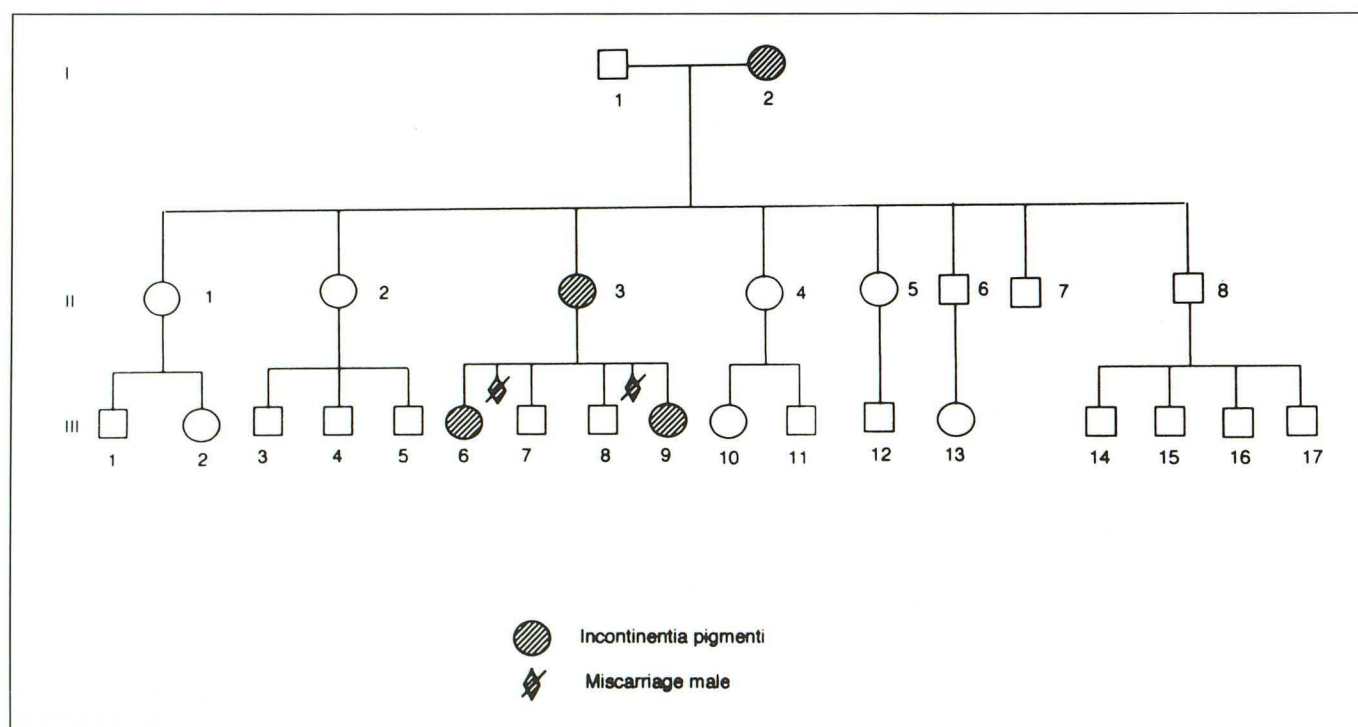 I
1 2
II
1 2 3 4 5 6 7 8
III
1 2 3 4 5 6 7 8 9 10 11 12 13 14 15 16 17
Incontinentia pigmenti
Miscarriage male